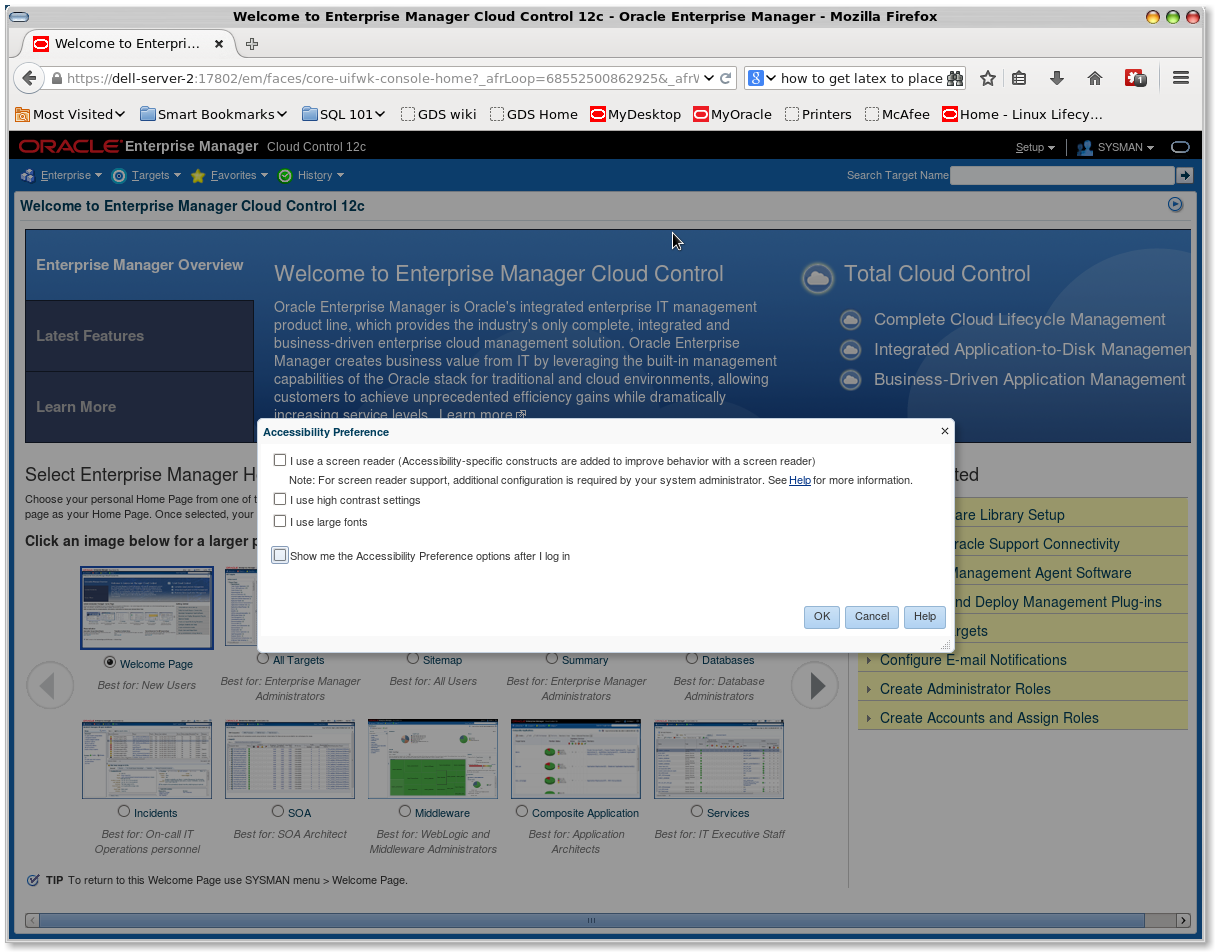 Welcome to Enterprise Manager Cloud Control 12c - Oracle Enterprise Manager - Mozilla Firefox
Welcome to Enterpri...
https://dell-server-2:17802/em/faces/core-uifwk-console-home?_afrLoop=68552500862925&_afrV
how to get latex to place
1
Most Visited
Smart Bookmarks
SQL 101
GDS wiki
GDS Home
MyDesktop
MyOracle
Printers
McAfee
Home - Linux Lifecy...
ORACLE Enterprise Manager Cloud Control 12c
Setup
SYSMAN
Enterprise
Targets
Favorites
History
Search Target Name
Welcome to Enterprise Manager Cloud Control 12c
Enterprise Manager Overview
Latest Features
Learn More
Welcome to Enterprise Manager Cloud Control
Oracle Enterprise Manager is Oracle's integrated enterprise IT management
product line, which provides the industry's only complete, integrated and
business-driven enterprise cloud management solution. Oracle Enterprise
Manager creates business value from IT by leveraging the built-in management
capabilities of the Oracle stack for traditional and cloud environments, allowing
customers to achieve unprecedented efficiency gains while dramatically
increasing service levels. Learn more
Total Cloud Control
Complete Cloud Lifecycle Management
Integrated Application-to-Disk Managemen
Business-Driven Application Management
Accessibility Preference
I use a screen reader (Accessibility-specific constructs are added to improve behavior with a screen reader)
Note: For screen reader support, additional configuration is required by your system administrator. See Help for more information.
I use high contrast settings
I use large fonts
Show me the Accessibility Preference options after I log in
OK
Cancel
Help
Select Enterprise Manager H
Choose your personal Home Page from one of t
page as your Home Page. Once selected, your
Click an image below for a larger p
Welcome Page
Best for: New Users
All Targets
Best for: Enterprise Manager
Administrators
Sitemap
Best for: All Users
Summary
Best for: Enterprise Manager
Administrators
Databases
Best for: Database
Administrators
Incidents
Best for: On-call IT
Operations personnel
SOA
Best for: SOA Architect
Middleware
Best for: WebLogic and
Middleware Administrators
Composite Application
Best for: Application
Architects
Services
Best for: IT Executive Staff
ted
are Library Setup
racle Support Connectivity
Management Agent Software
nd Deploy Management Plug-ins
rgets
Configure E-mail Notifications
Create Administrator Roles
Create Accounts and Assign Roles
TIP To return to this Welcome Page use SYSMAN menu > Welcome Page.